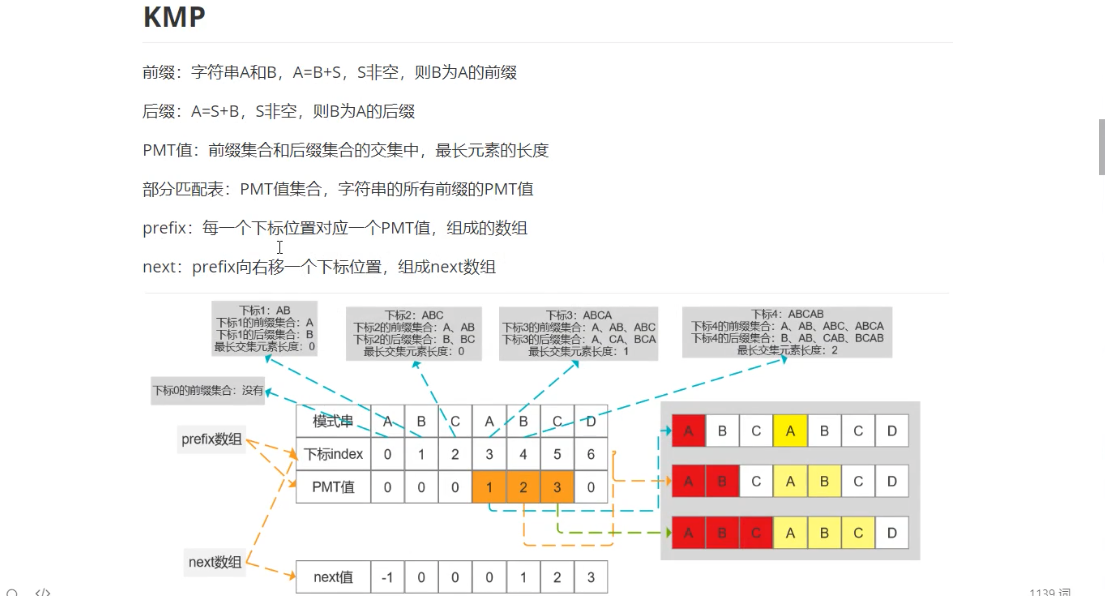 KMP
前缀：字符串A和B，A=B+S，S非空，则B为A的前缀
后缀：A=S+B，S非空，则B为A的后缀
PMT值：前缀集合和后缀集合的交集中，最长元素的长度
部分匹配表：PMT值集合，字符串的所有前缀的PMT值
prefix：每一个下标位置对应一个PMT值，组成的数组
next：prefix向右移一个下标位置，组成next数组
下标1：AB
下标1的前缀集合：A
下标1的后缀集合：B
最长交集元素长度：0
下标2：ABC
下标2的前缀集合：A、AB
下标2的后缀集合：B、BC
最长交集元素长度：0
下标3：ABCA
下标3的前缀集合：A、AB、ABC
下标3的后缀集合：A、CA、BCA
最长交集元素长度：1
下标4：ABCAB
下标4的前缀集合：A、AB、ABC、ABCA
下标4的后缀集合：B、AB、CAB、BCAB
最长交集元素长度：2
下标0的前缀集合：没有
prefix数组
模式串 A B C A B C D
下标index 0 1 2 3 4 5 6
PMT值 0 0 0 1 2 3 0
A B C A B C D
A B C A B C D
A B C A B C D
next数组
next值 -1 0 0 0 1 2 3
1139 词